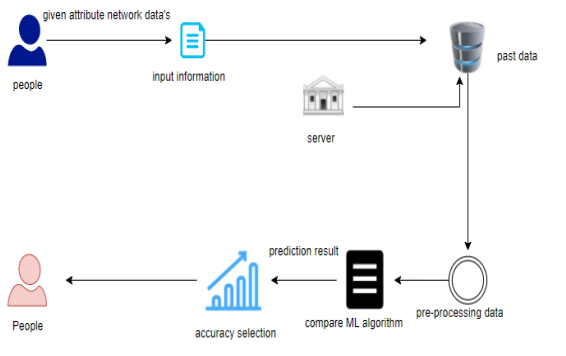 given attribute network data's
past data
input information
people
server
prediction result
pre-processing data
compare ML algorithm
People
accuracy selection